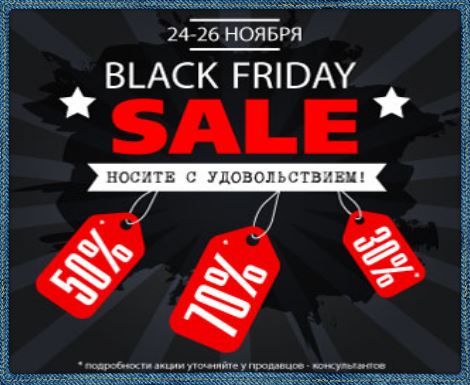 24-26 НОЯБРЯ
BLACK FRIDAY
SALE
НОСИТЕ С УДОВОЛЬСТВИЕМ!
50%*
70%*
30%*
* подробности акции уточняйте у продавцов - консультантов